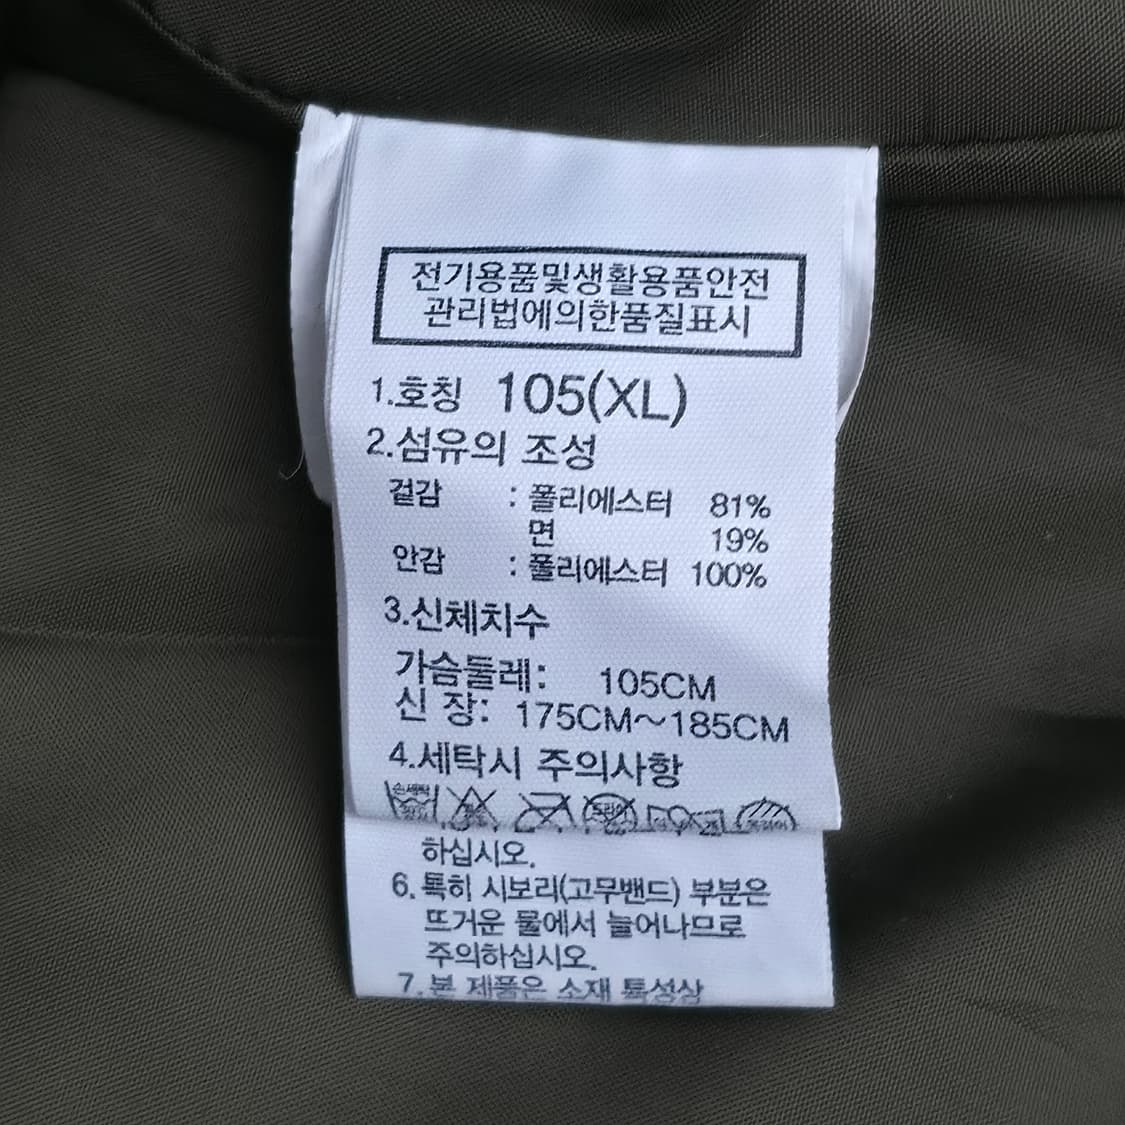 전기용품및생활용품안전
관리법에의한품질표시
1.호칭 105(XL)
2.섬유의 조성
겉감 : 폴리에스터 81%
면 19%
안감 : 폴리에스터 100%
3.신체치수
가슴둘레: 105CM
신 장: 175CM~185CM
4.세탁시 주의사항
손세탁
하십시오.
6.특히 시보리(고무밴드) 부분은
뜨거운 물에서 늘어나므로
주의하십시오.
7.본 제품은 소재 특성상